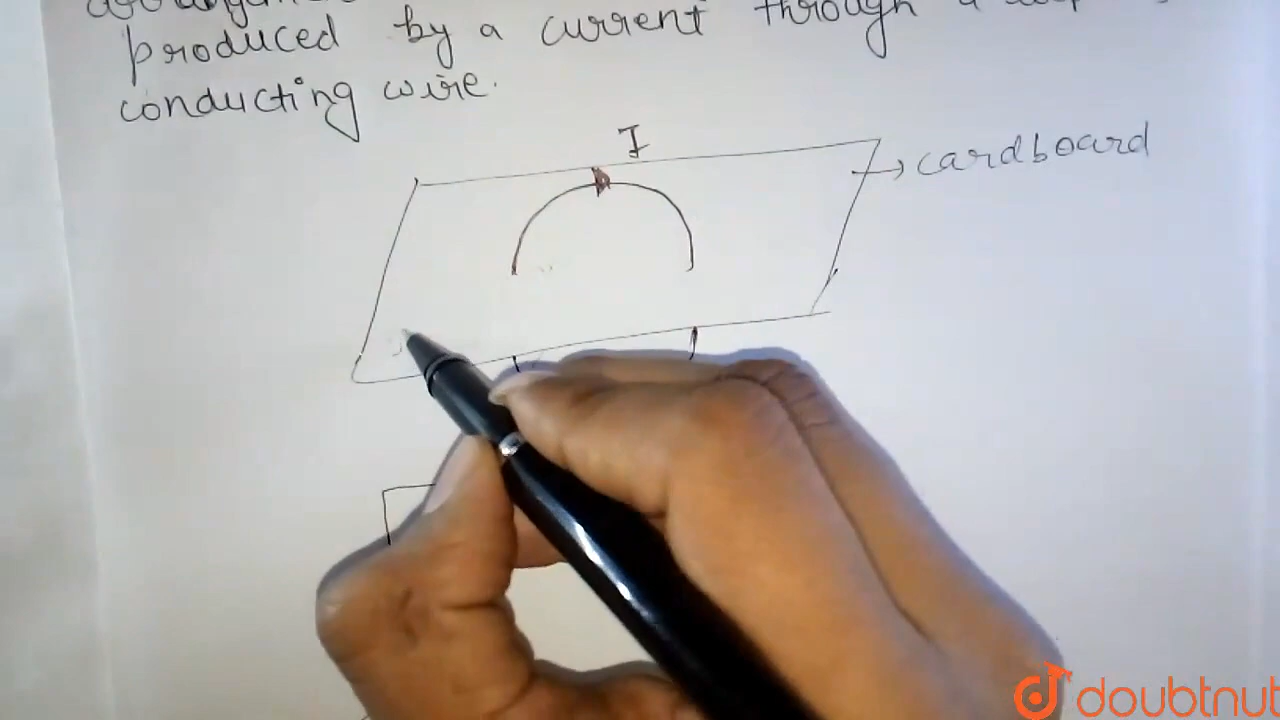 produced by a current through a
conducting wire.
I
cardboard
doubtnut